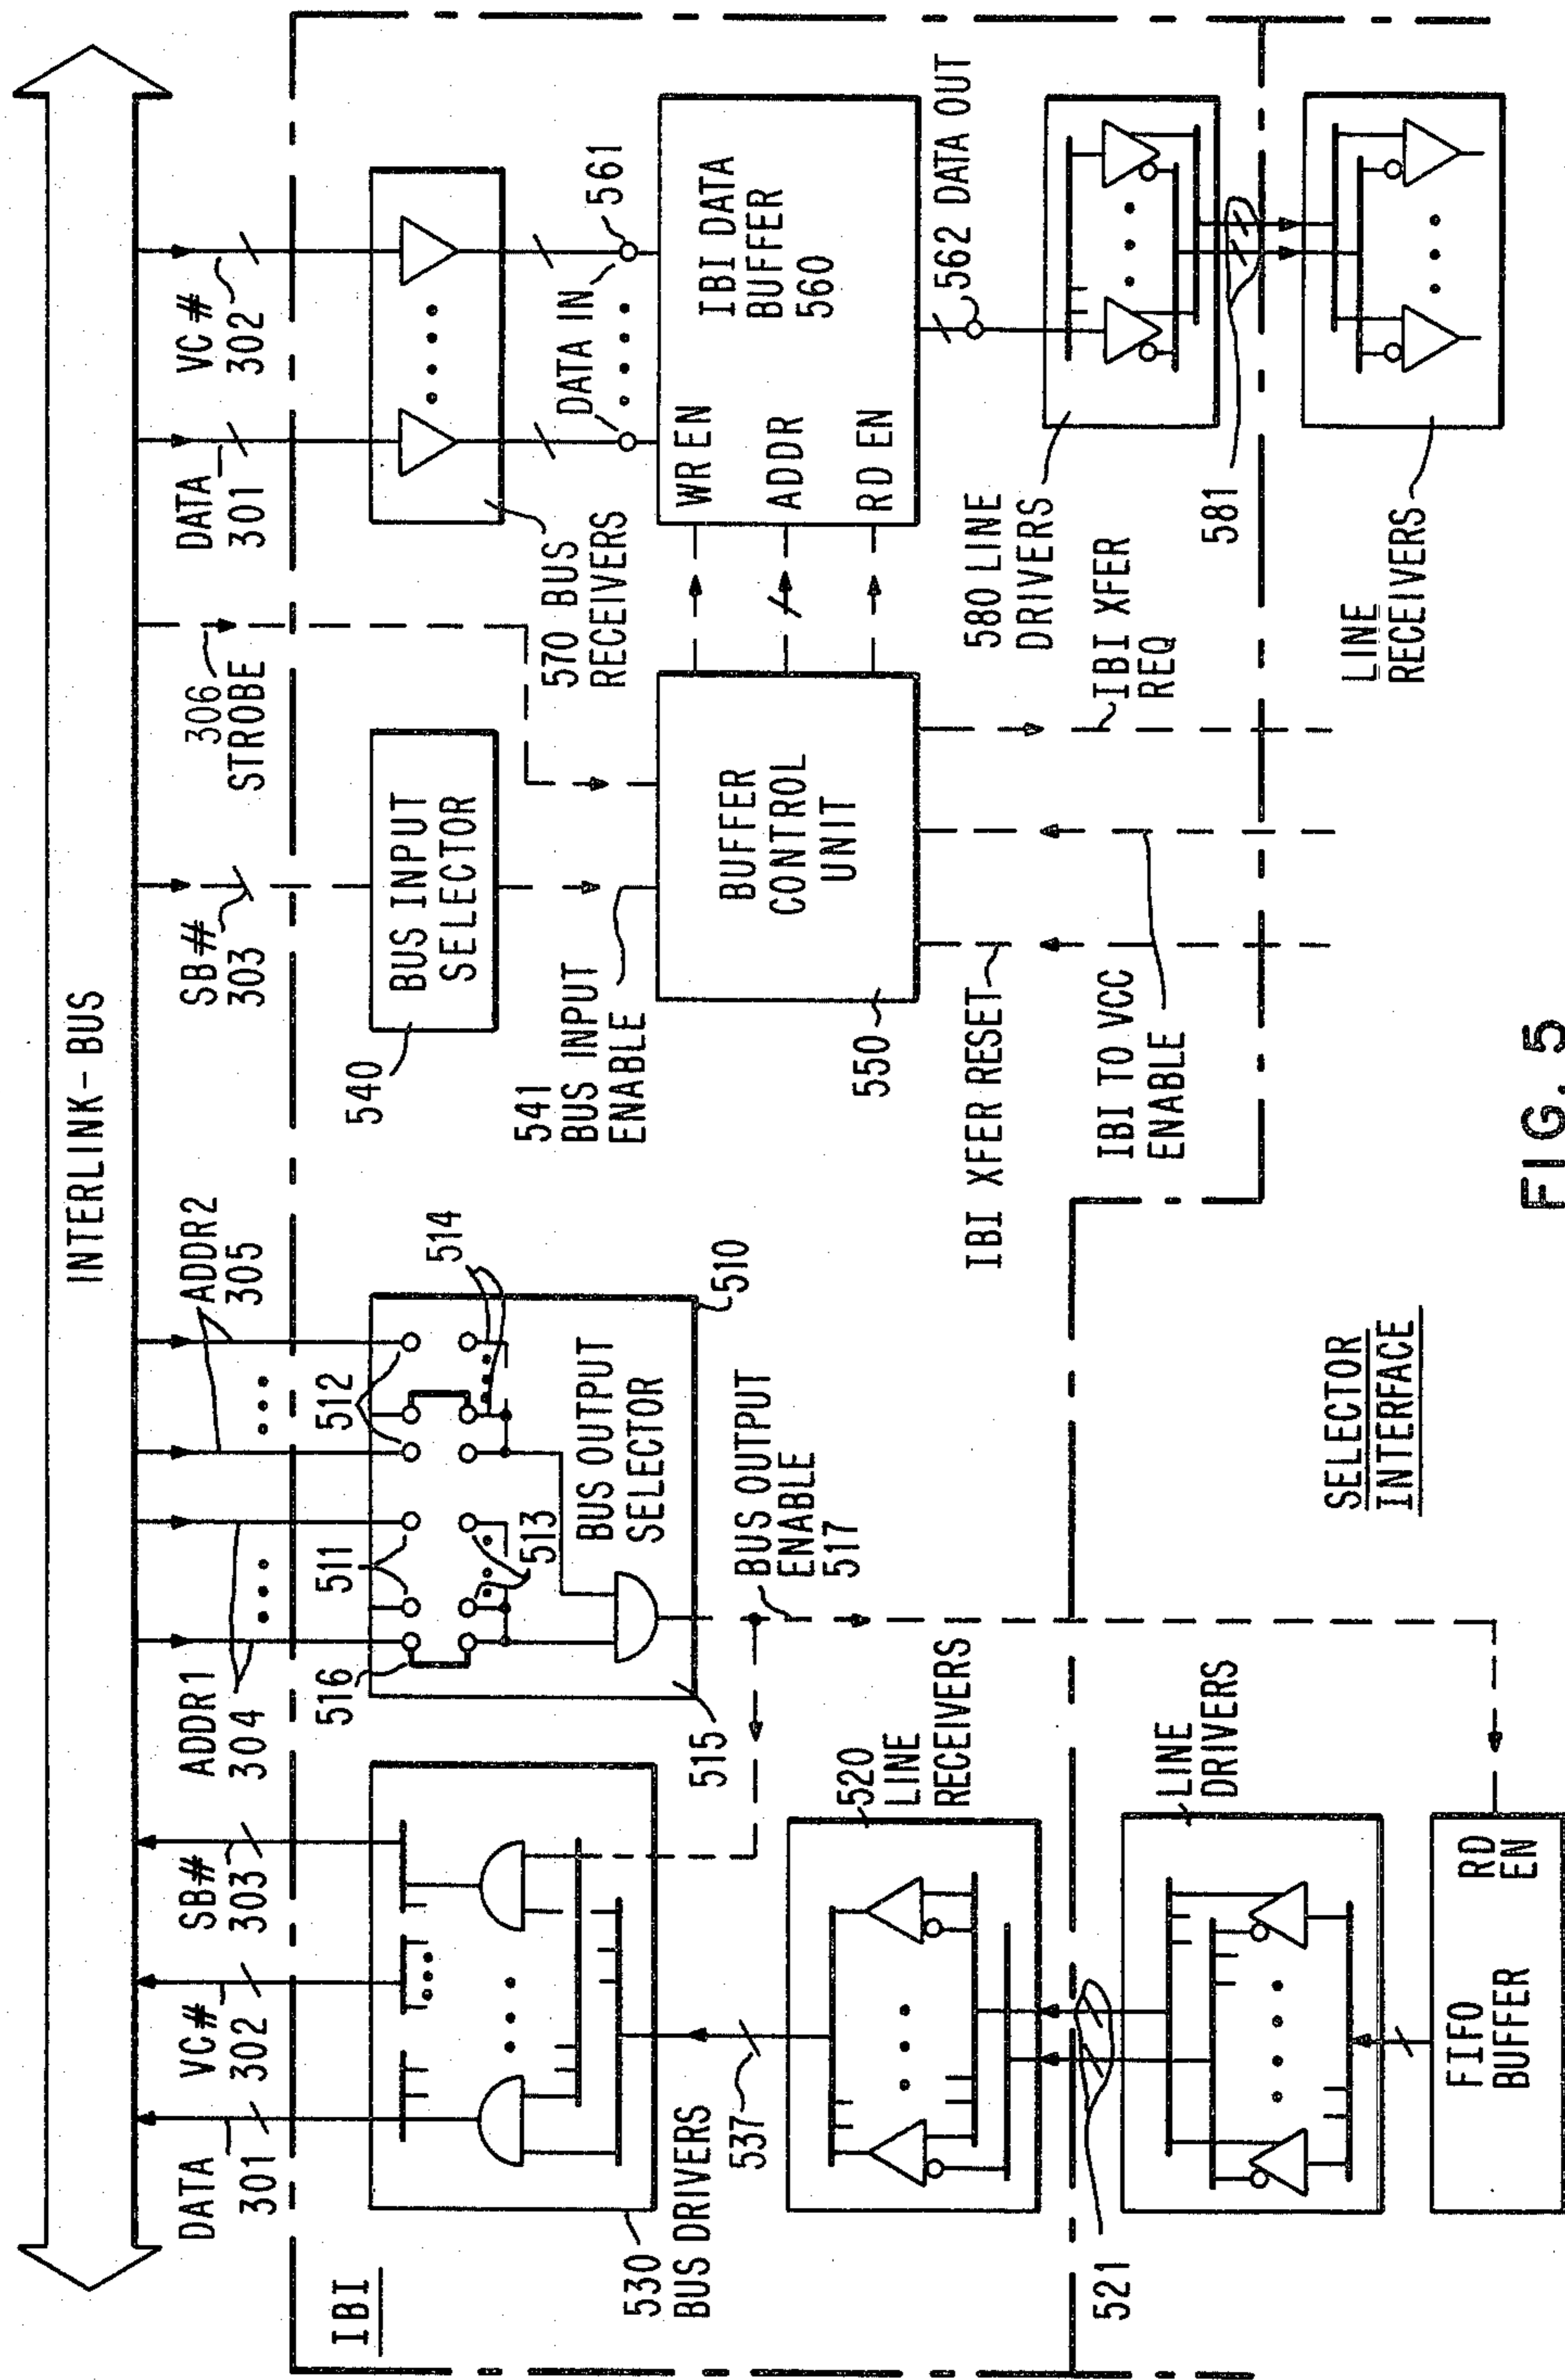 INTERLINK-BUS
DATA
301
VC#
302
SB#
303
ADDR1
304
ADDR2
305
SB#
303
306
STROBE
DATA
301
VC#
302
IBI
530
BUS DRIVERS
516
511
512
513
514
BUS OUTPUT
SELECTOR
510
515
540
BUS INPUT
SELECTOR
541
BUS INPUT
ENABLE
570 BUS
RECEIVERS
DATA IN
561
537
520
LINE
RECEIVERS
BUS OUTPUT
ENABLE
517
BUFFER
CONTROL
UNIT
550
WR EN
ADDR
RD EN
IBI DATA
BUFFER
560
562 DATA OUT
IBI XFER RESET
IBI TO VCC
ENABLE
IBI XFER
REQ
580 LINE
DRIVERS
581
521
LINE
DRIVERS
SELECTOR
INTERFACE
LINE
RECEIVERS
FIFO
BUFFER
RD
EN
FIG. 5